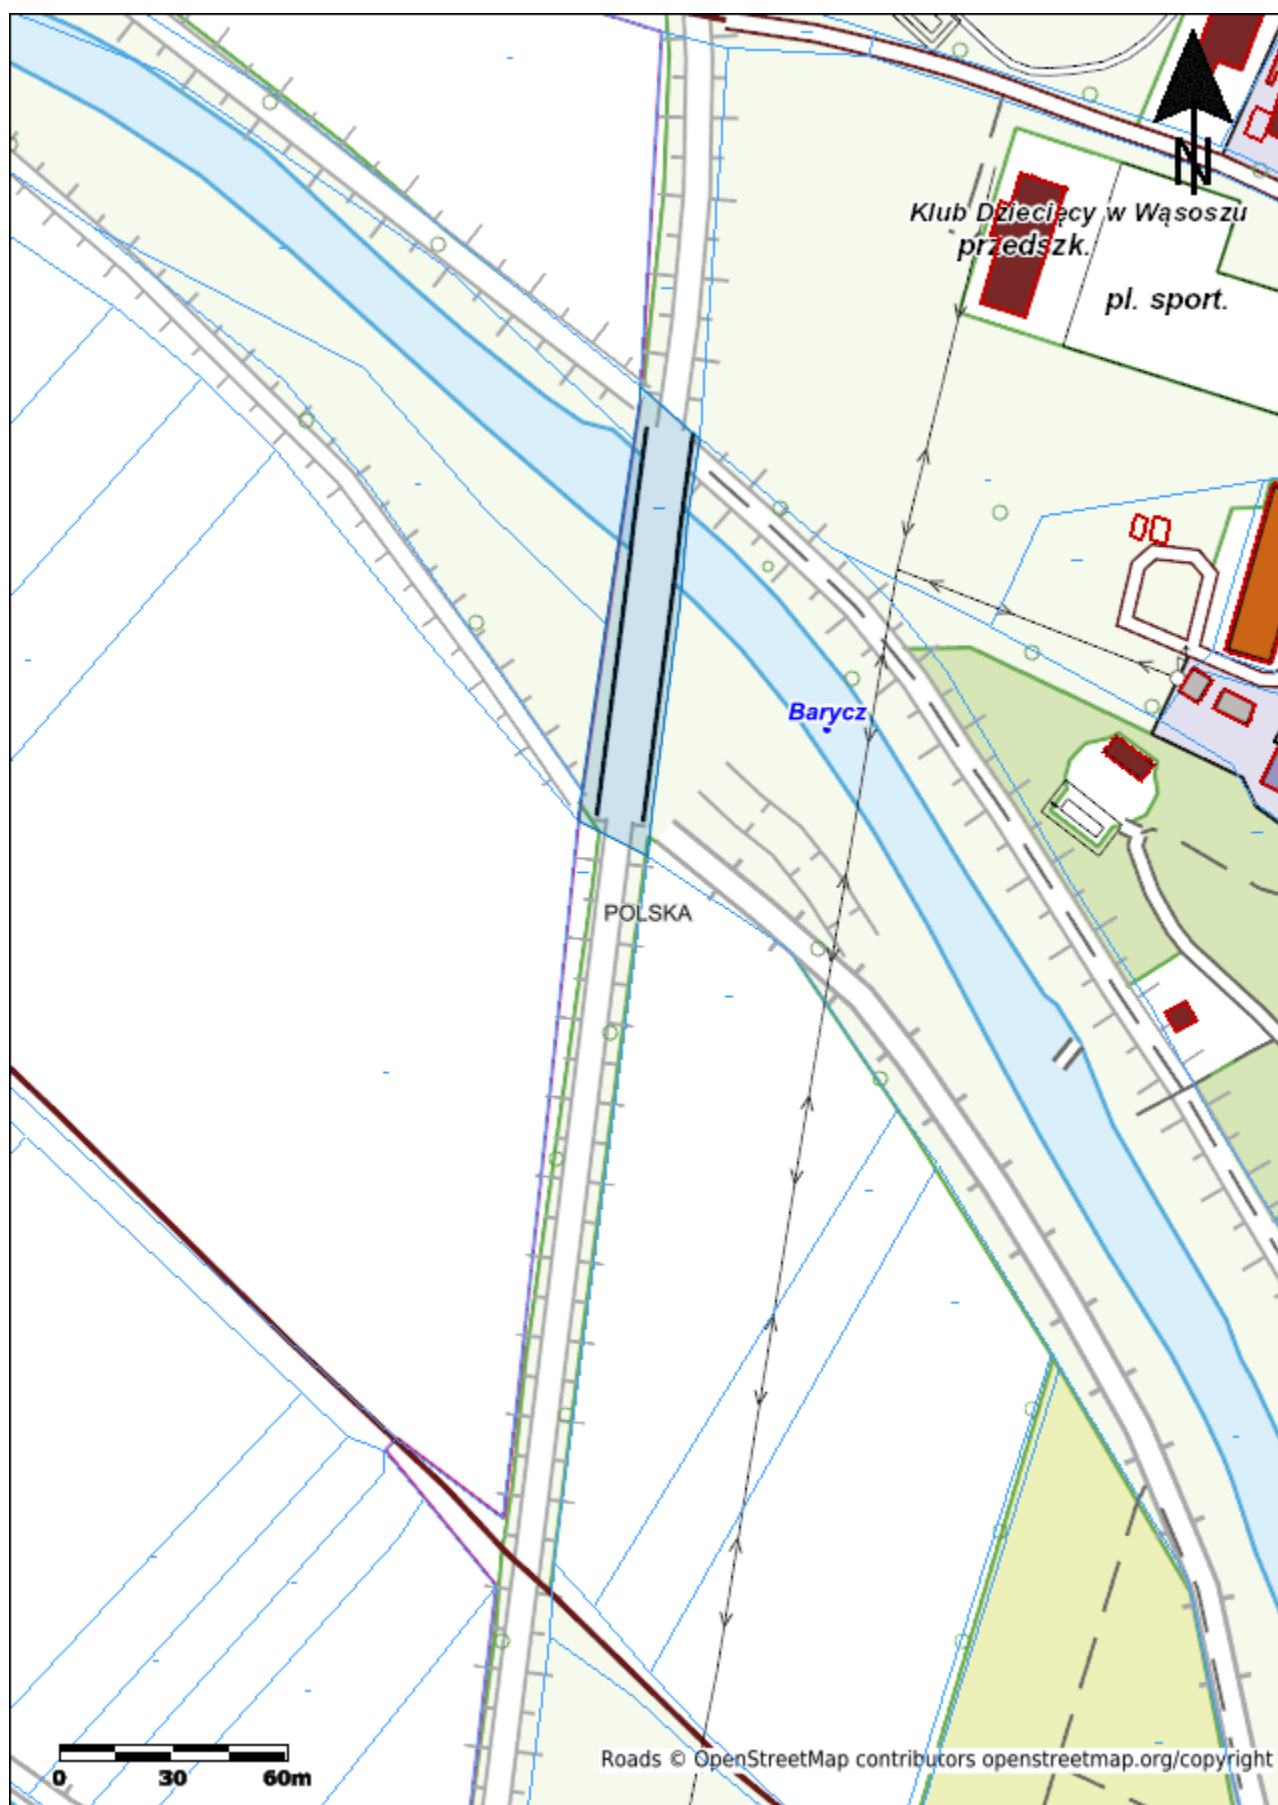 N
Klub Dziecięcy w Wąsoszu
przedszk.
pl. sport.
Barycz
POLSKA
Roads © OpenStreetMap contributors openstreetmap.org/copyright
0 30 60m